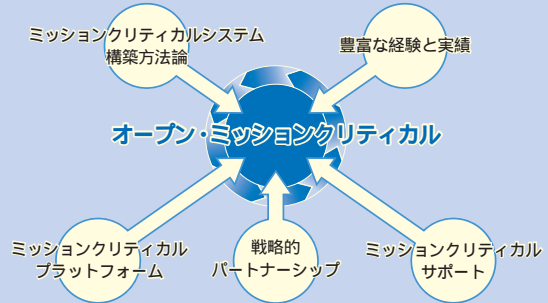 ミッションクリティカルシステム
構築方法論
豊富な経験と実績
オープン・ミッションクリティカル
ミッションクリティカル
プラットフォーム
戦略的
パートナーシップ
ミッションクリティカル
サポート